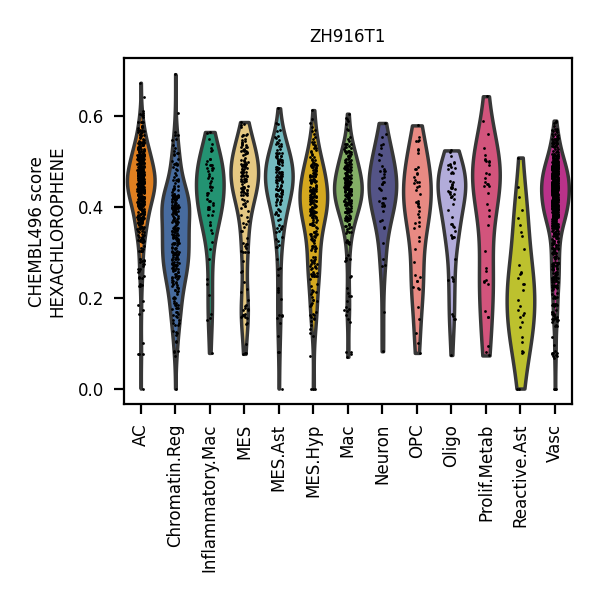 ZH916T1
CHEMBL496 score
HEXACHLOROPHENE
0.6
0.4
0.2
0.0
AC
Chromatin.Reg
Inflammatory.Mac
MES
MES.Ast
MES.Hyp
Mac
Neuron
OPC
Oligo
Prolif.Metab
Reactive.Ast
Vasc